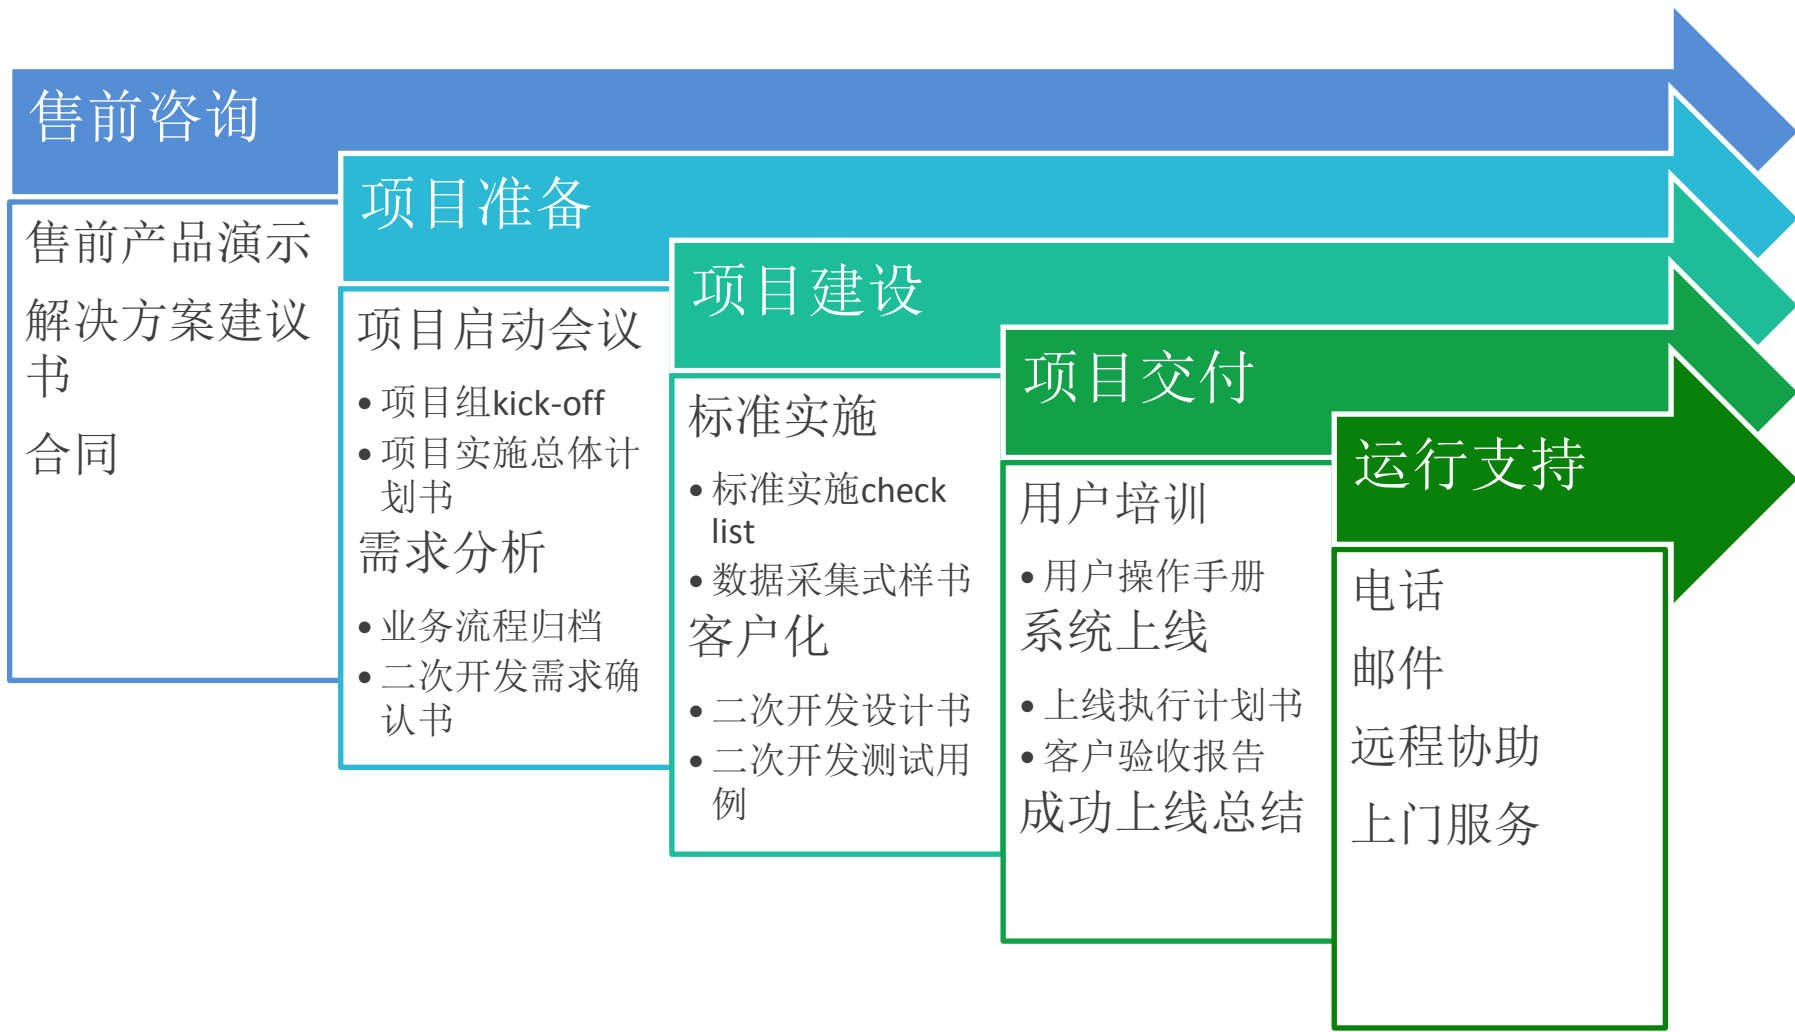 售前咨询
售前产品演示
解决方案建议
书
合同
项目准备
项目启动会议
• 项目组kick-off
• 项目实施总体计
划书
需求分析
• 业务流程归档
• 二次开发需求确
认书
项目建设
标准实施
• 标准实施check
list
• 数据采集式样书
客户化
• 二次开发设计书
• 二次开发测试用
例
项目交付
用户培训
• 用户操作手册
系统上线
• 上线执行计划书
• 客户验收报告
成功上线总结
运行支持
电话
邮件
远程协助
上门服务